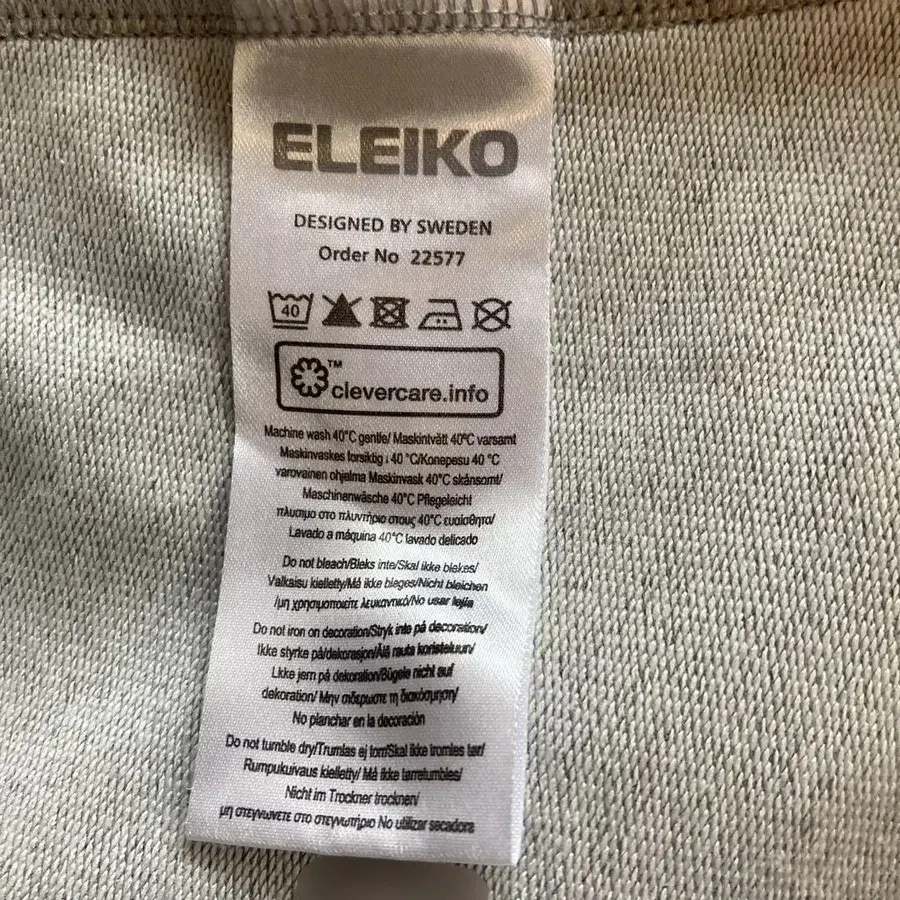 ELEIKO
DESIGNED BY SWEDEN
Order No 22577
40
™
clevercare.info
Machine wash 40°C gentle/ Maskintvätt 40°C varsamt
Maskinvaskes forsiktig i 40 °C/Konepesu 40 °C
varovainen ohjelma Maskinvask 40°C skånsomt/
Maschinenwäsche 40°C Pflegeleicht
πλυσιμο στο πλυντήριο στους 40°C ευαίσθητα/
Lavado a máquina 40°C lavado delicado
Do not bleach/Bleks inte/Skal ikke blekes/
Valkaisu kielletty/Må ikke bleges/Nicht bleichen
/μη χρησιμοποιείτε λευκαντικό/No usar lejía
Do not iron on decoration/Stryk inte på decoration/
Ikke styrke på/dekorasjon/Älä rauta koristeluun/
Lkke jern på dekoration/Bügele nicht auf
dekoration/ Μην σιδερωστε τη διακόσμηση/
No planchar en la decoración
Do not tumble dry/Trumlas ej torr/Skal ikke tromles tør/
Rumpukuivaus kielletty/ Må ikke tørretumbles/
Nicht im Trockner trocknen/
μη στεγνωνετε στο στεγνωτήριο No utilizar secadora